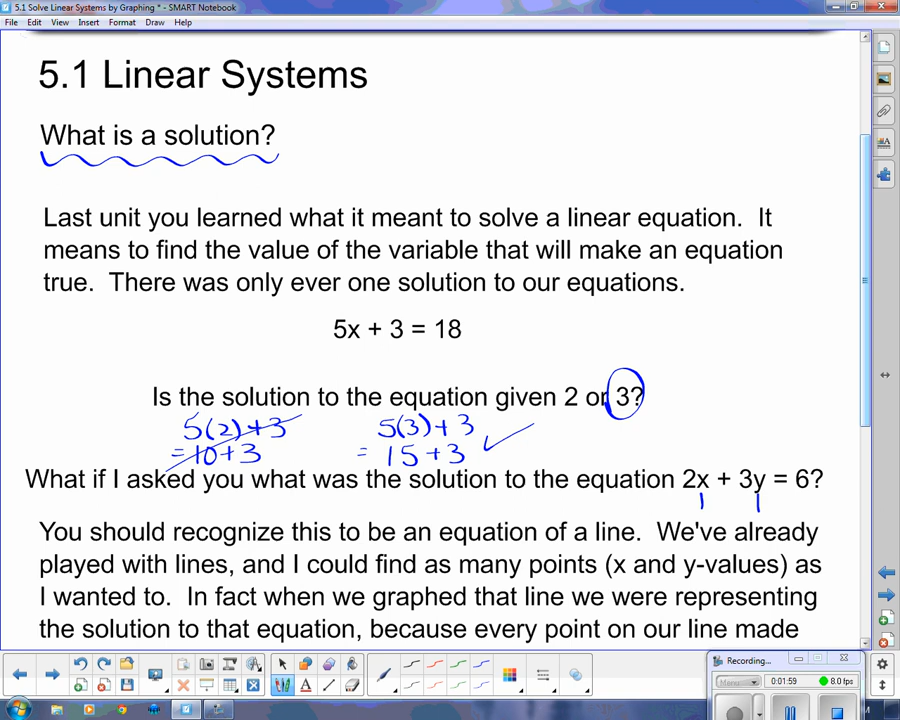 5.1 Solve Linear Systems by Graphing * - SMART Notebook
File Edit View Insert Format Draw Help
5.1 Linear Systems
What is a solution?
Last unit you learned what it meant to solve a linear equation. It
means to find the value of the variable that will make an equation
true. There was only ever one solution to our equations.
5x + 3 = 18
Is the solution to the equation given 2 or 3?
5(2)+3 5(3)+3
=10+3 = 15+3
What if I asked you what was the solution to the equation 2x + 3y = 6?
You should recognize this to be an equation of a line. We've already
played with lines, and I could find as many points (x and y-values) as
I wanted to. In fact when we graphed that line we were representing
the solution to that equation, because every point on our line made
Recording...
Menu
0:01:59
8.0 fps